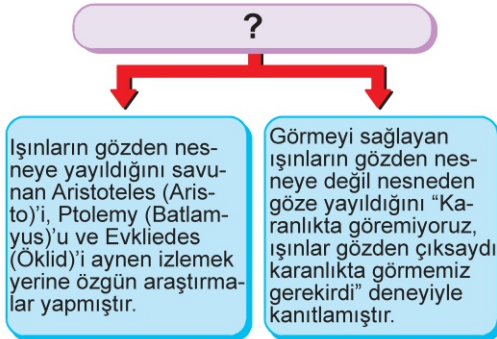 ?
Işınların gözden nes-
neye yayıldığını savu-
nan Aristoteles (Aris-
to)'i, Ptolemy (Batlam-
yus)'u ve Evkliedes
(Öklid)'i aynen izlemek
yerine özgün araştırma-
lar yapmıştır.
Görmeyi sağlayan
ışınların gözden nes-
neye değil nesneden
göze yayıldığını “Ka-
ranlıkta göremiyoruz,
ışınlar gözden çıksaydı
karanlıkta görmemiz
gerekirdi” deneyiyle
kanıtlamıştır.